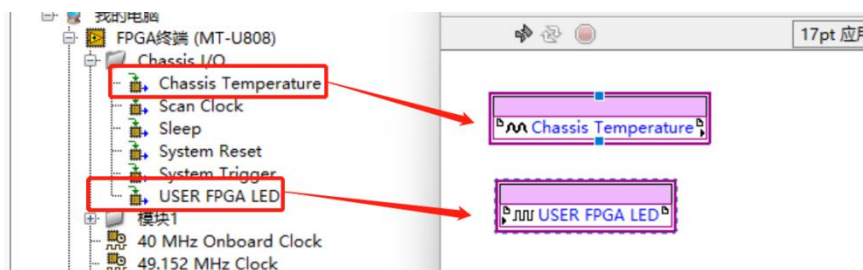 我的电脑
FPGA终端 (MT-U808)
Chassis I/O
Chassis Temperature
Scan Clock
Sleep
System Reset
System Trigger
USER FPGA LED
模块1
40 MHz Onboard Clock
49.152 MHz Clock
17pt 应用
Chassis Temperature
USER FPGA LED